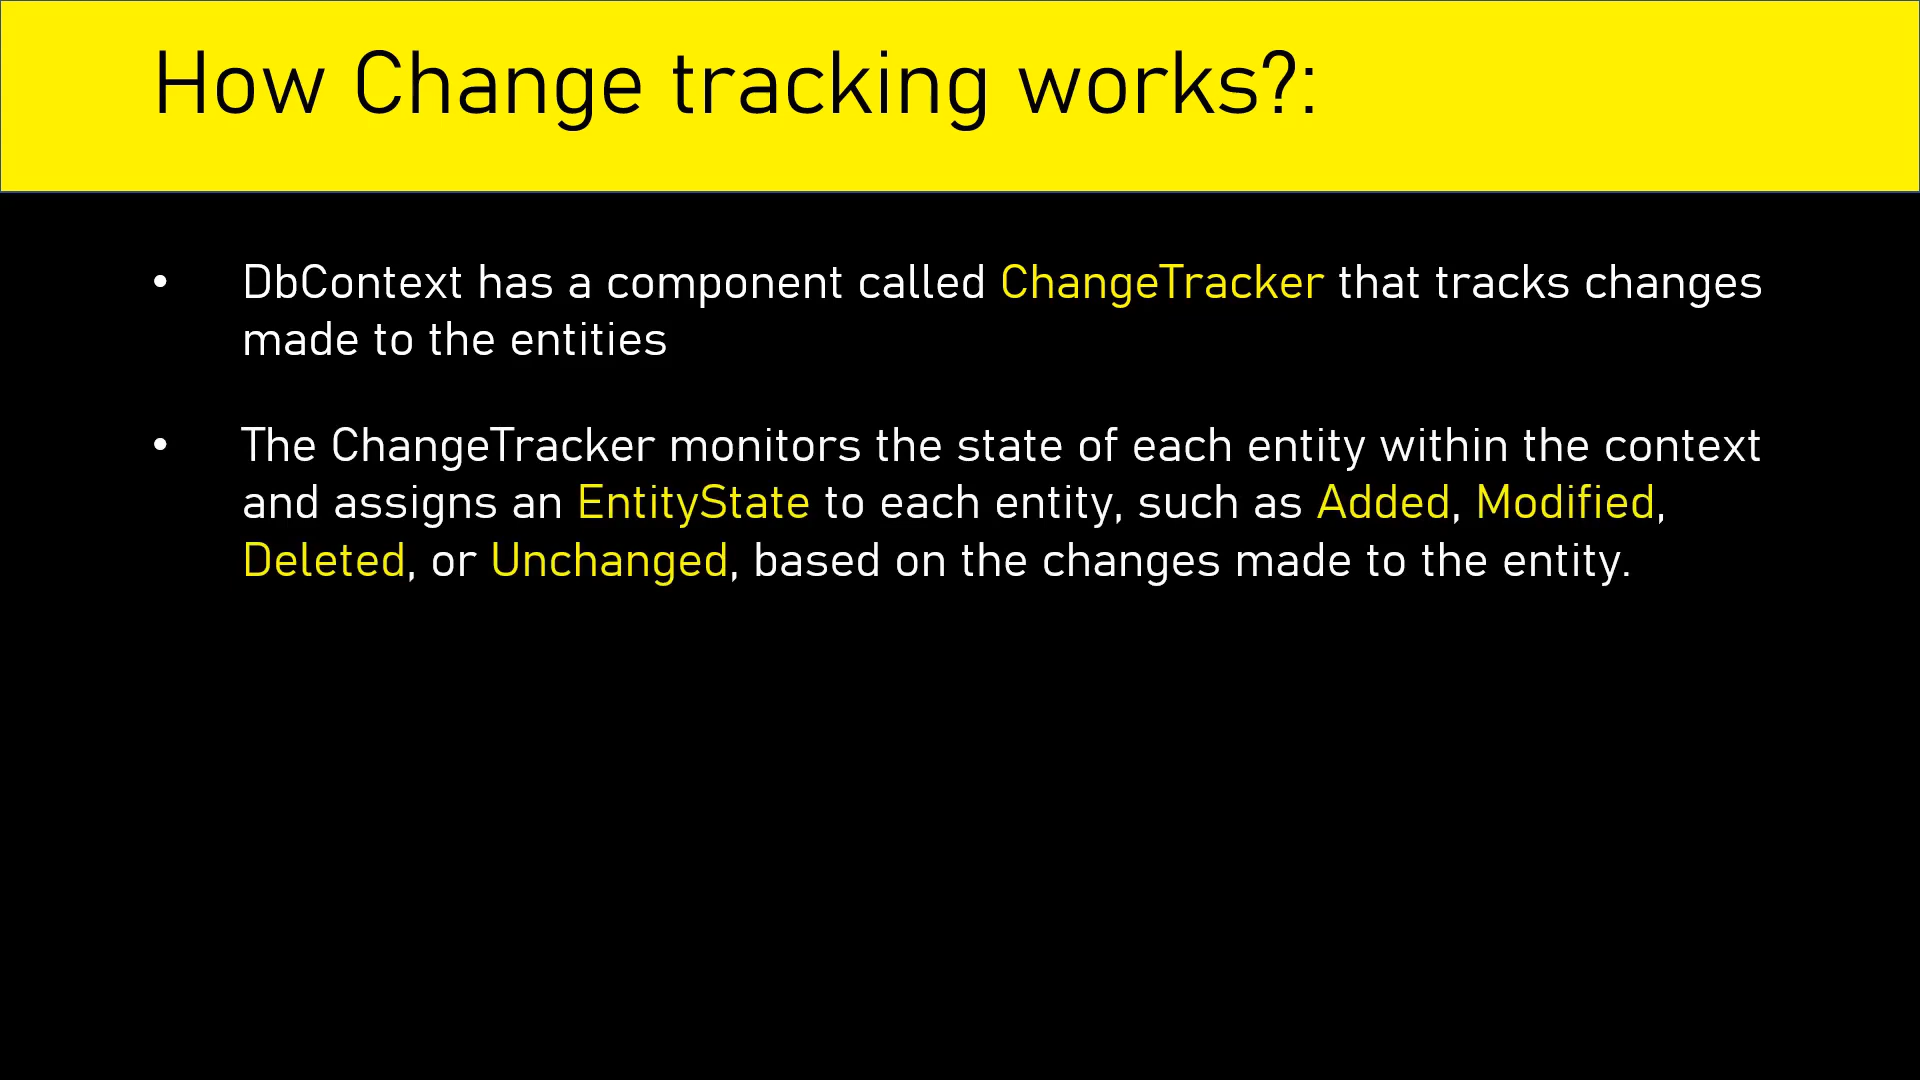 How Change tracking works?:
• DbContext has a component called ChangeTracker that tracks changes
made to the entities
• The ChangeTracker monitors the state of each entity within the context
and assigns an EntityState to each entity, such as Added, Modified,
Deleted, or Unchanged, based on the changes made to the entity.